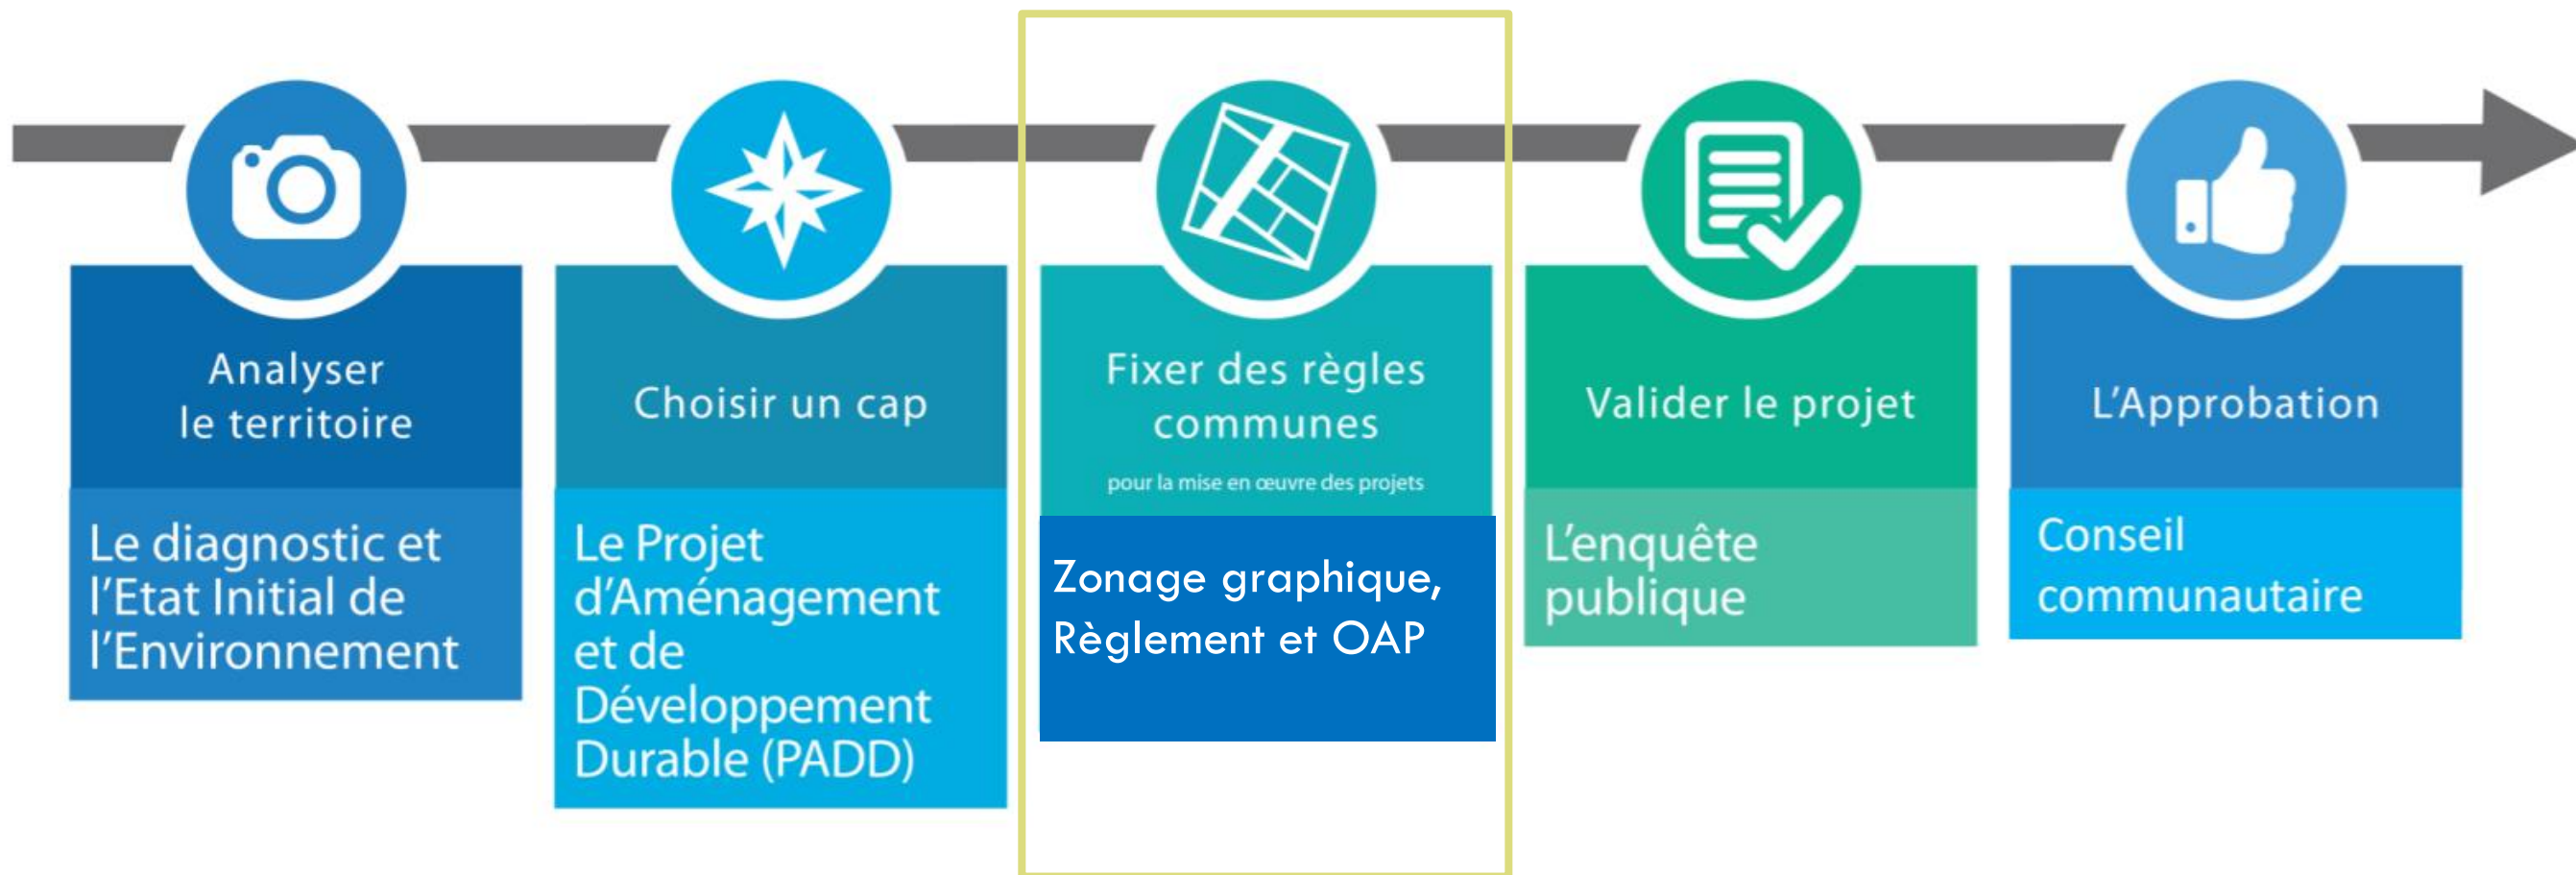 Analyser
le territoire
Le diagnostic et
l'Etat Initial de
l'Environnement
Choisir un cap
Le Projet
d'Aménagement
et de
Développement
Durable (PADD)
Fixer des règles
communes
pour la mise en œuvre des projets
Zonage graphique,
Règlement et OAP
Valider le projet
L'enquête
publique
L'Approbation
Conseil
communautaire